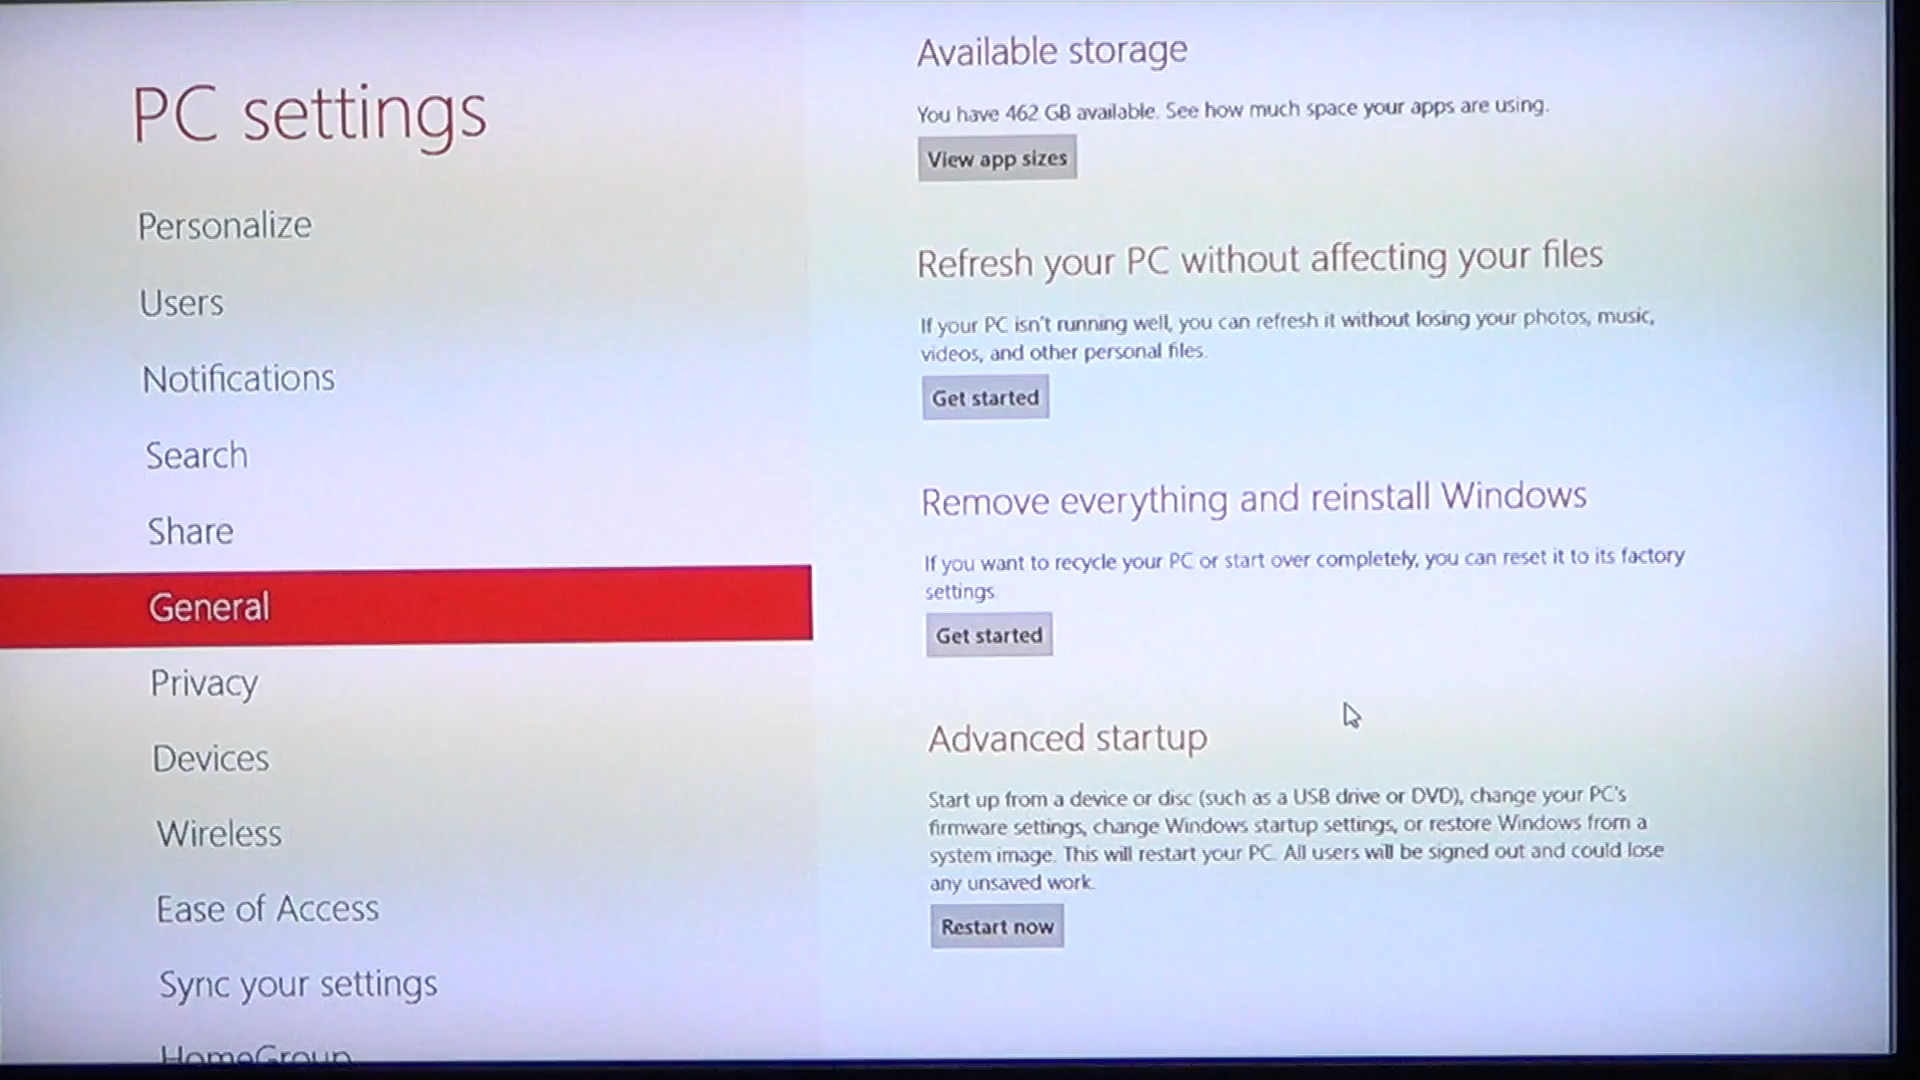 PC settings
Personalize
Users
Notifications
Search
Share
General
Privacy
Devices
Wireless
Ease of Access
Sync your settings
HomeGroup
Available storage
You have 462 GB available. See how much space your apps are using.
View app sizes
Refresh your PC without affecting your files
If your PC isn't running well, you can refresh it without losing your photos, music,
videos, and other personal files.
Get started
Remove everything and reinstall Windows
If you want to recycle your PC or start over completely, you can reset it to its factory
settings.
Get started
Advanced startup
Start up from a device or disc (such as a USB drive or DVD), change your PC's
firmware settings, change Windows startup settings, or restore Windows from a
system image. This will restart your PC. All users will be signed out and could lose
any unsaved work.
Restart now